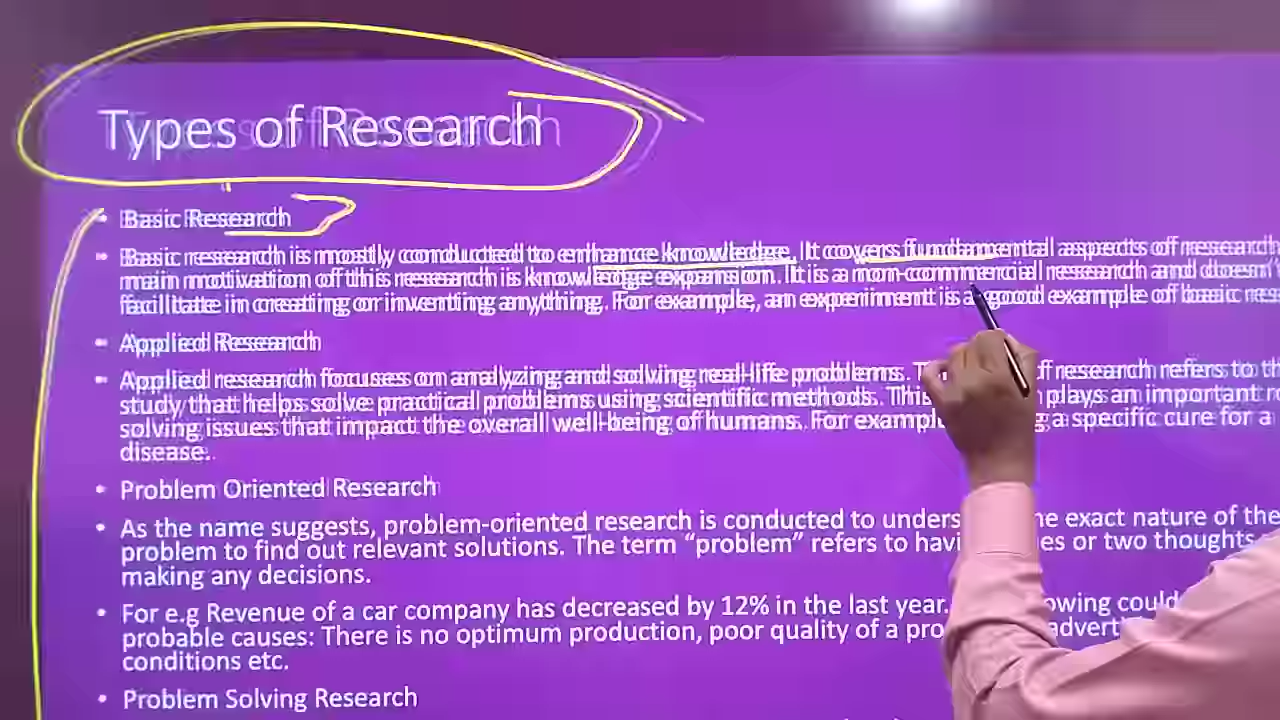 Types of Research
• Basic Research
• Basic research is mostly conducted to enhance knowledge. It covers fundamental aspects of research
main motivation of this research is knowledge expansion. It is a non-commercial research and doesn't
facilitate in creating or inventing anything. For example, an experiment is a good example of basic
• Applied Research
• Applied research focuses on analyzing and solving real-life problems. research refers to
study that helps solve practical problems using scientific methods. This plays an important
solving issues that impact the overall well-being of humans. For a specific cure for a
disease.
• Problem Oriented Research
• As the name suggests, problem-oriented research is conducted to exact nature of the
problem to find out relevant solutions. The term “problem” refers to or two thoughts
making any decisions.
• For e.g Revenue of a car company has decreased by 12% in the last year.
probable causes: There is no optimum production, poor quality of a
conditions etc.
• Problem Solving Research